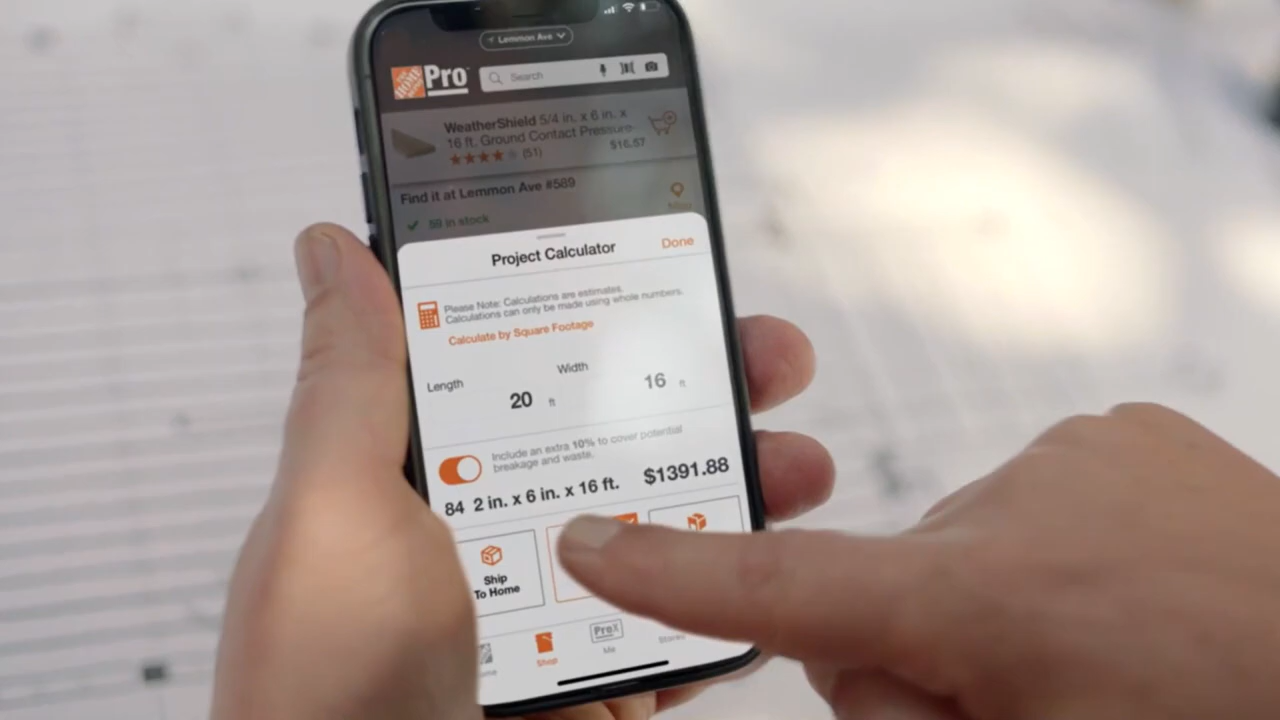 Lemmon Ave
THE HOME
Pro
Search
WeatherShield 5/4 in. x 6 in. x
16 ft. Ground Contact Pressure-
(51)
$16.57
Find it at Lemmon Ave #589
59 in stock
Project Calculator
Done
Please Note: Calculations are estimates.
Calculations can only be made using whole numbers.
Calculate by Square Footage
Length
Width
20 ft
16 ft
Include an extra 10% to cover potential
breakage and waste.
84 2 in. x 6 in. x 16 ft.
$1391.88
Ship
To Home
Shop
ProX
Me
Stores